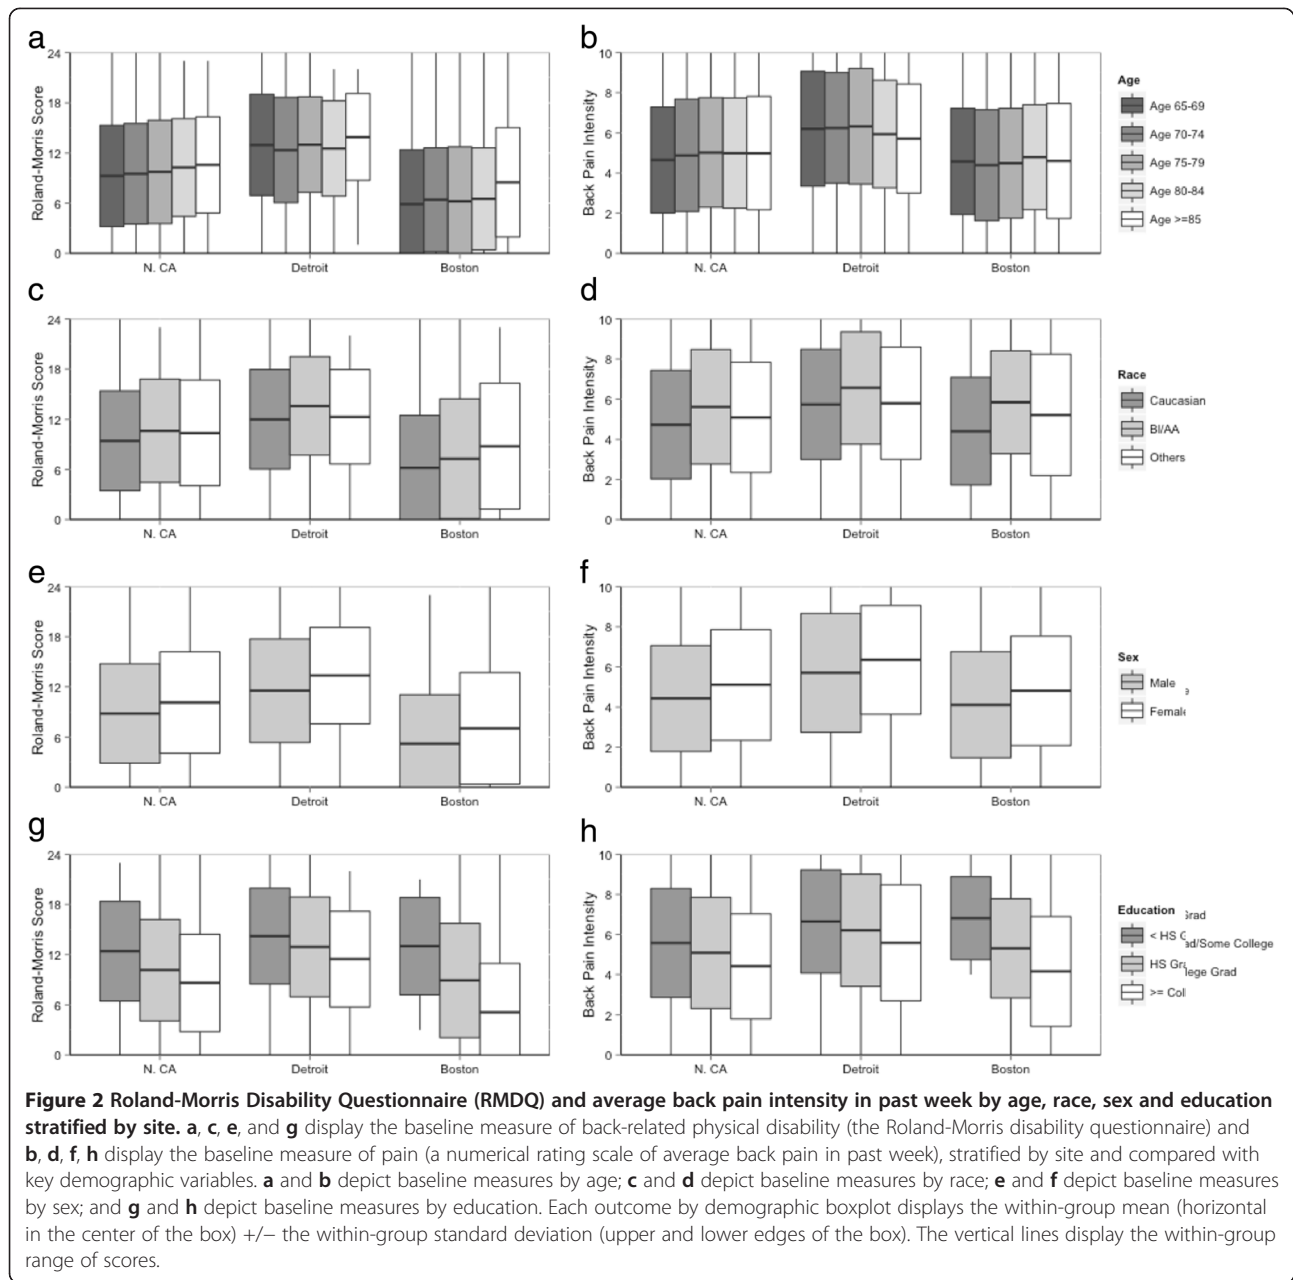 a
24
18
12
6
0
Roland-Morris Score
N. CA
Detroit
Boston
b
10
8
6
4
2
0
Back Pain Intensity
N. CA
Detroit
Boston
Age
Age 65-69
Age 70-74
Age 75-79
Age 80-84
Age >=85
c
24
18
12
6
0
Roland-Morris Score
N. CA
Detroit
Boston
d
10
8
6
4
2
0
Back Pain Intensity
N. CA
Detroit
Boston
Race
Caucasian
Bl/AA
Others
e
24
18
12
6
0
Roland-Morris Score
N. CA
Detroit
Boston
f
10
8
6
4
2
0
Back Pain Intensity
N. CA
Detroit
Boston
Sex
Male
Female
g
24
18
12
6
0
Roland-Morris Score
N. CA
Detroit
Boston
h
10
8
6
4
2
0
Back Pain Intensity
N. CA
Detroit
Boston
Education
< HS Grad
HS Grad/Some College
>= College Grad
Figure 2 Roland-Morris Disability Questionnaire (RMDQ) and average back pain intensity in past week by age, race, sex and education
stratified by site. a, c, e, and g display the baseline measure of back-related physical disability (the Roland-Morris disability questionnaire) and
b, d, f, h display the baseline measure of pain (a numerical rating scale of average back pain in past week), stratified by site and compared with
key demographic variables. a and b depict baseline measures by age; c and d depict baseline measures by race; e and f depict baseline measures
by sex; and g and h depict baseline measures by education. Each outcome by demographic boxplot displays the within-group mean (horizontal
in the center of the box) +/− the within-group standard deviation (upper and lower edges of the box). The vertical lines display the within-group
range of scores.